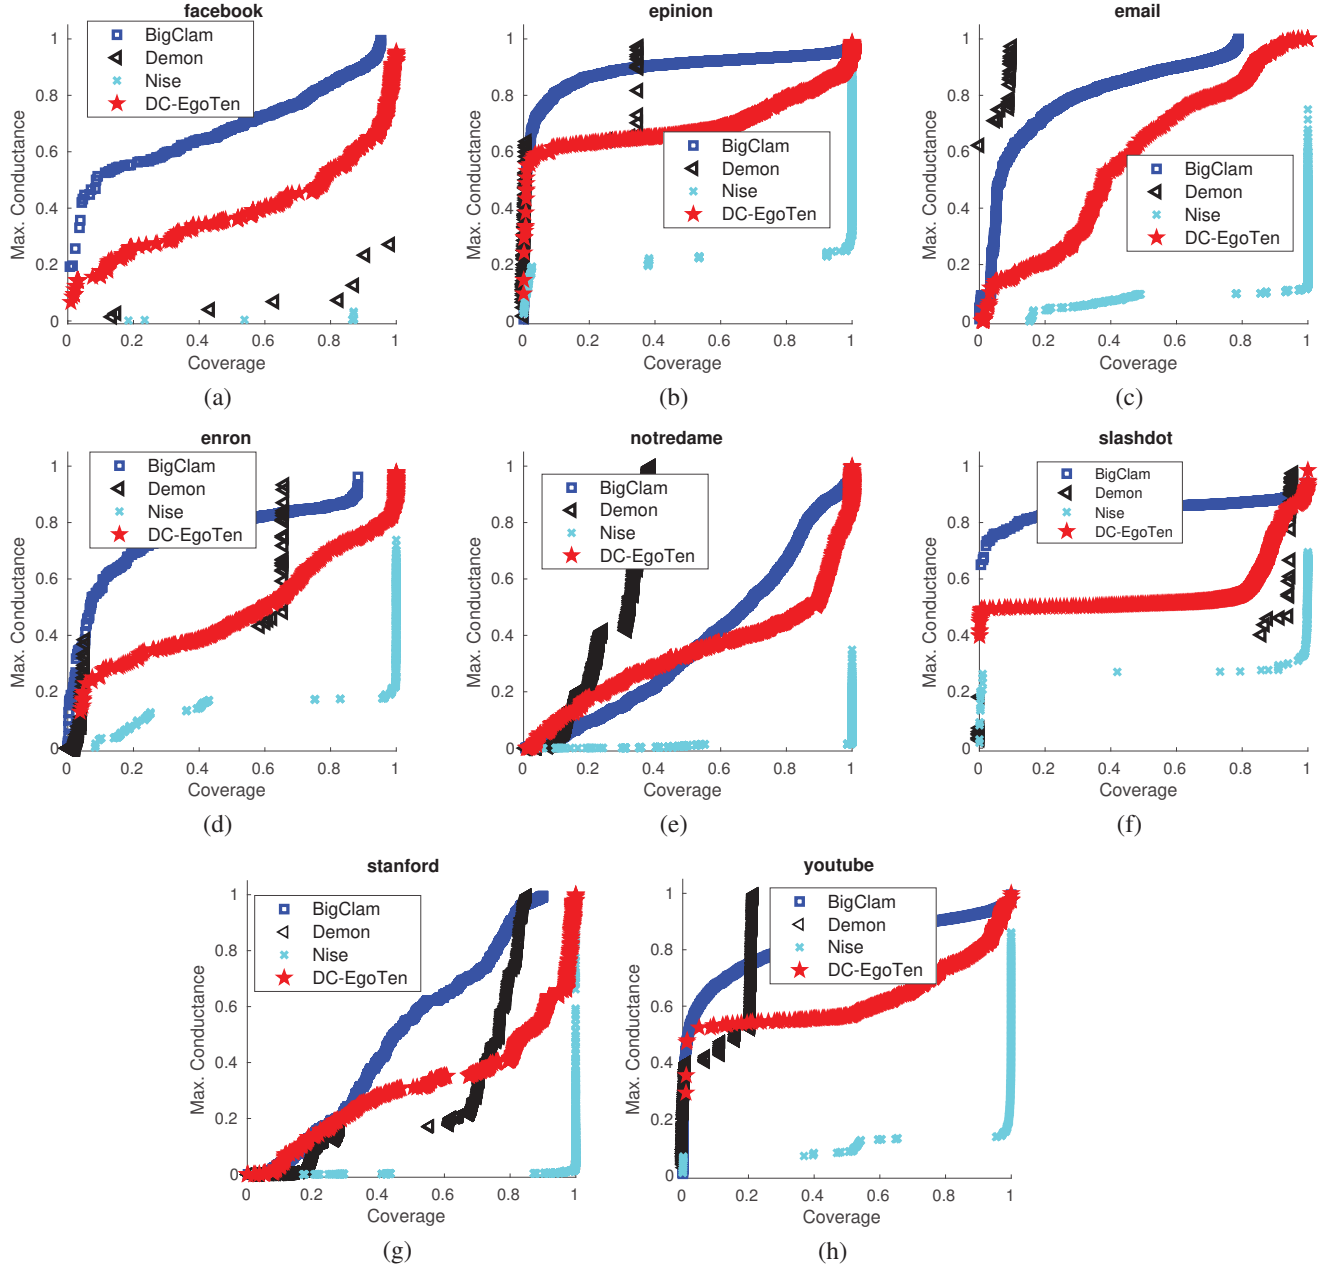 facebook
1
0.8
0.6
0.4
0.2
0
Max. Conductance
BigClam
Demon
Nise
DC-EgoTen
0 0.2 0.4 0.6 0.8 1
Coverage
(a)
epinion
1
0.8
0.6
0.4
0.2
0
Max. Conductance
BigClam
Demon
Nise
DC-EgoTen
0 0.2 0.4 0.6 0.8 1
Coverage
(b)
email
1
0.8
0.6
0.4
0.2
0
Max. Conductance
BigClam
Demon
Nise
DC-EgoTen
0 0.2 0.4 0.6 0.8 1
Coverage
(c)
enron
1
0.8
0.6
0.4
0.2
0
Max. Conductance
BigClam
Demon
Nise
DC-EgoTen
0 0.2 0.4 0.6 0.8 1
Coverage
(d)
notredame
1
0.8
0.6
0.4
0.2
0
Max. Conductance
BigClam
Demon
Nise
DC-EgoTen
0 0.2 0.4 0.6 0.8 1
Coverage
(e)
slashdot
1
0.8
0.6
0.4
0.2
0
Max. Conductance
BigClam
Demon
Nise
DC-EgoTen
0 0.2 0.4 0.6 0.8 1
Coverage
(f)
stanford
1
0.8
0.6
0.4
0.2
0
Max. Conductance
BigClam
Demon
Nise
DC-EgoTen
0 0.2 0.4 0.6 0.8 1
Coverage
(g)
youtube
1
0.8
0.6
0.4
0.2
0
Max. Conductance
BigClam
Demon
Nise
DC-EgoTen
0 0.2 0.4 0.6 0.8 1
Coverage
(h)